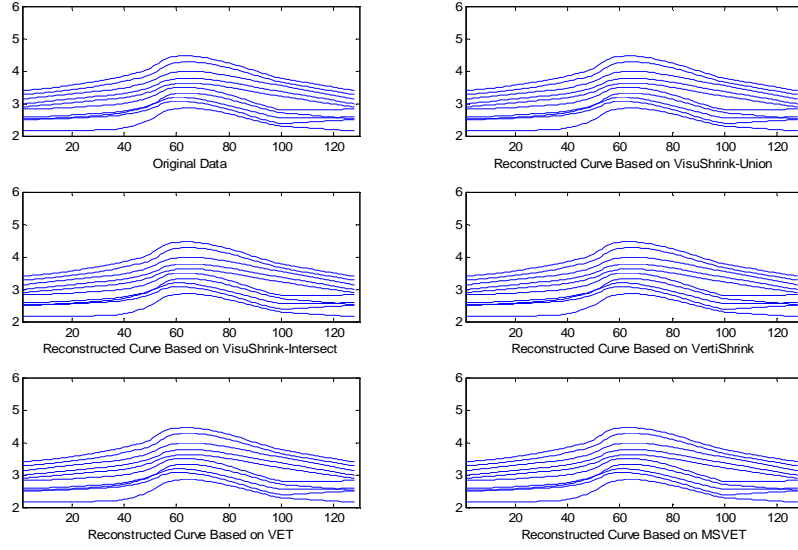 6
5
4
3
2
20 40 60 80 100 120
Original Data
6
5
4
3
2
20 40 60 80 100 120
Reconstructed Curve Based on VisuShrink-Union
6
5
4
3
2
20 40 60 80 100 120
Reconstructed Curve Based on VisuShrink-Intersect
6
5
4
3
2
20 40 60 80 100 120
Reconstructed Curve Based on VertiShrink
6
5
4
3
2
20 40 60 80 100 120
Reconstructed Curve Based on VET
6
5
4
3
2
20 40 60 80 100 120
Reconstructed Curve Based on MSVET